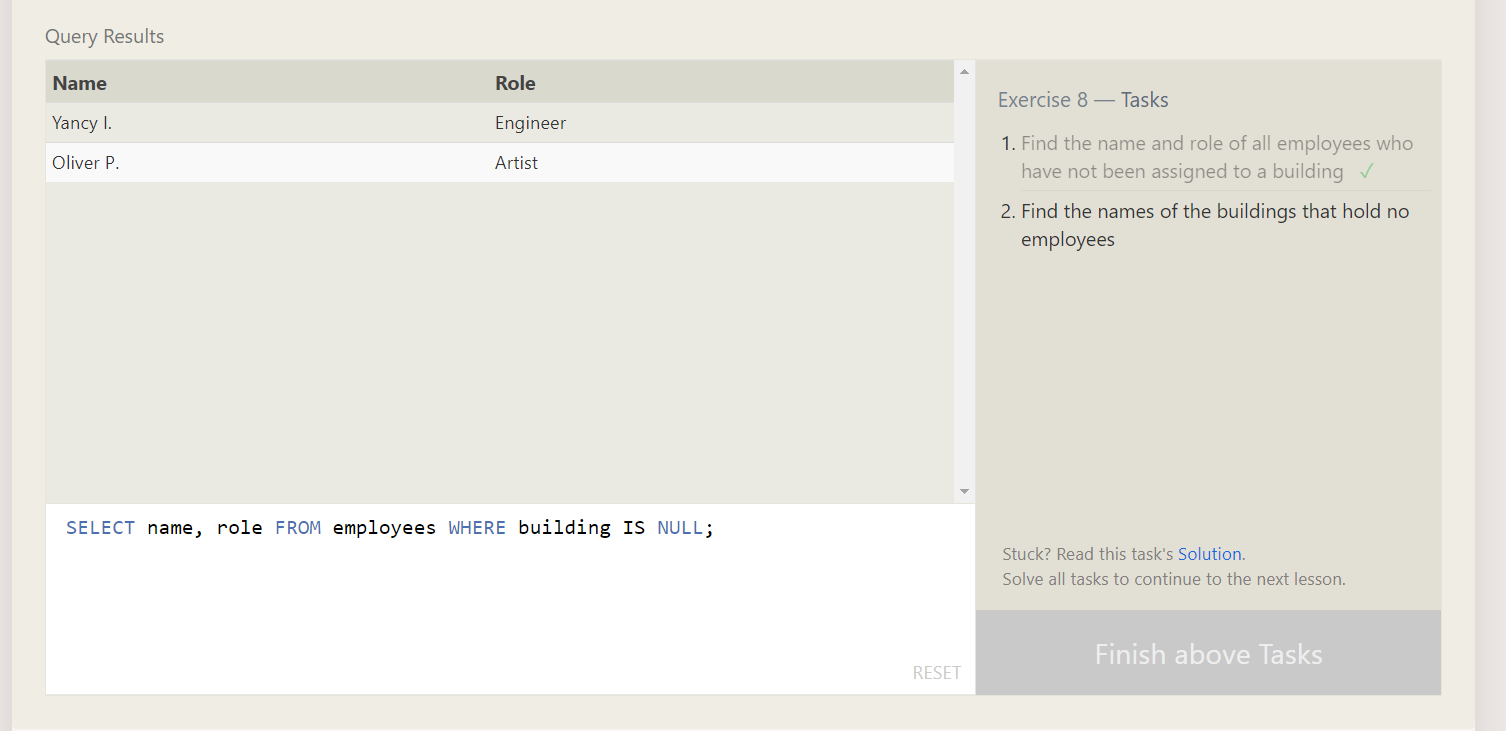 Query Results
Name Role
Yancy I. Engineer
Oliver P. Artist
SELECT name, role FROM employees WHERE building IS NULL;
RESET
Exercise 8 — Tasks
1. Find the name and role of all employees who
have not been assigned to a building ✓
2. Find the names of the buildings that hold no
employees
Stuck? Read this task's Solution.
Solve all tasks to continue to the next lesson.
Finish above Tasks